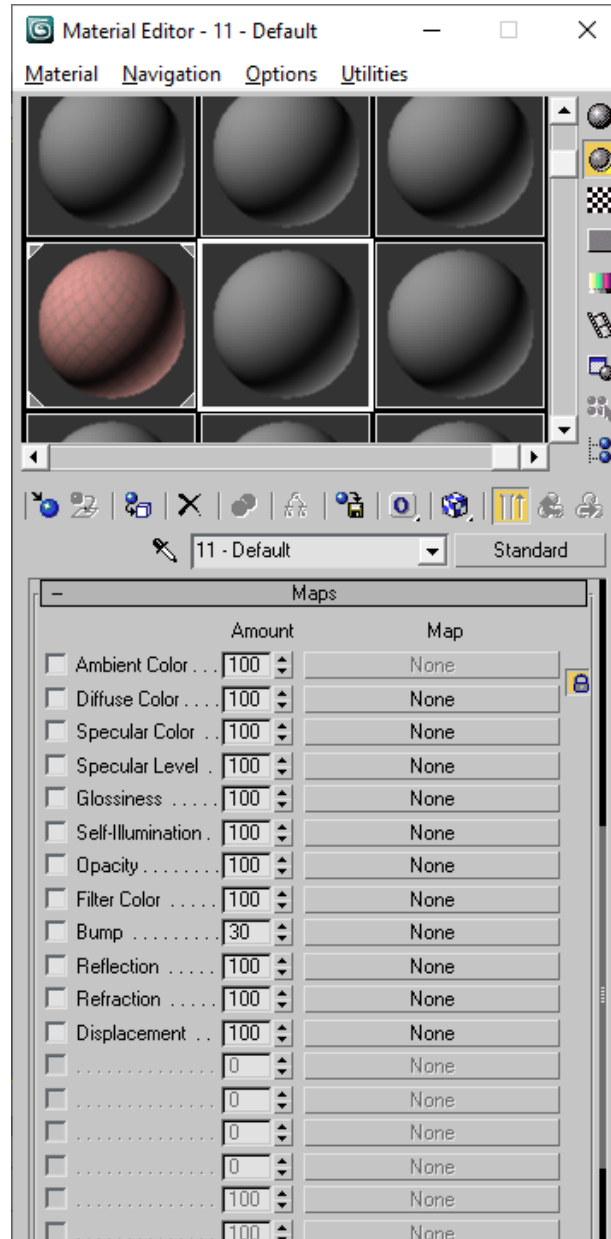 Material Editor - 11 - Default
Material Navigation Options Utilities
11 - Default Standard
- Maps
Amount Map
Ambient Color . . . 100 None
Diffuse Color . . . . 100 None
Specular Color . . 100 None
Specular Level . 100 None
Glossiness . . . . . 100 None
Self-Illumination . 100 None
Opacity . . . . . . . . 100 None
Filter Color . . . . . 100 None
Bump . . . . . . . . . 30 None
Reflection . . . . . 100 None
Refraction . . . . . 100 None
Displacement . . 100 None
. . . . . . . . . . . . . . 0 None
. . . . . . . . . . . . . . 0 None
. . . . . . . . . . . . . . 0 None
. . . . . . . . . . . . . . 0 None
. . . . . . . . . . . . . . 100 None
. . . . . . . . . . . . . . 100 None